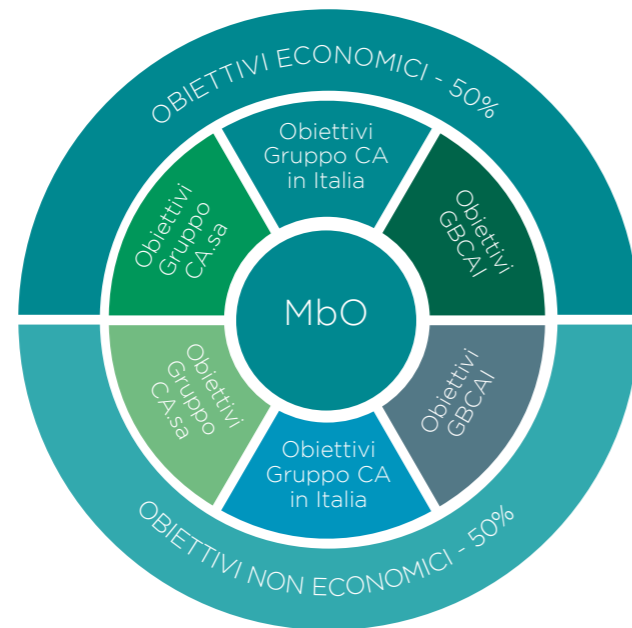 OBIETTIVI ECONOMICI - 50%
Obiettivi
Gruppo CA
in Italia
Obiettivi
Gruppo
CA.sa
Obiettivi
GBCAI
MbO
Obiettivi
Gruppo
CA.sa
Obiettivi
GBCAI
Obiettivi
Gruppo CA
in Italia
OBIETTIVI NON ECONOMICI - 50%